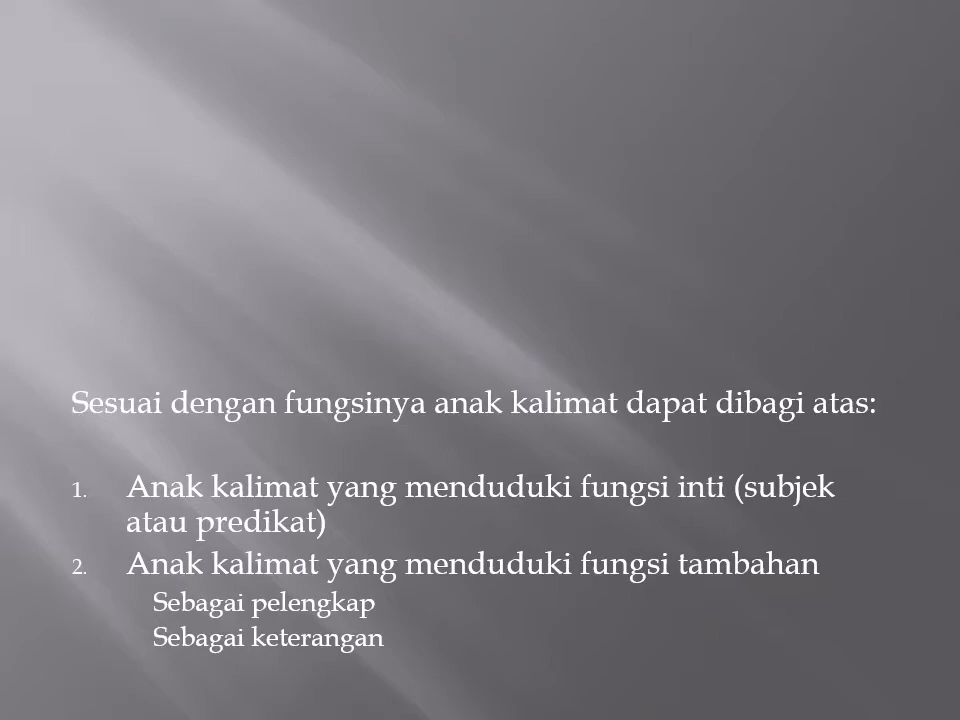 Sesuai dengan fungsinya anak kalimat dapat dibagi atas:
1. Anak kalimat yang menduduki fungsi inti (subjek
atau predikat)
2. Anak kalimat yang menduduki fungsi tambahan
Sebagai pelengkap
Sebagai keterangan